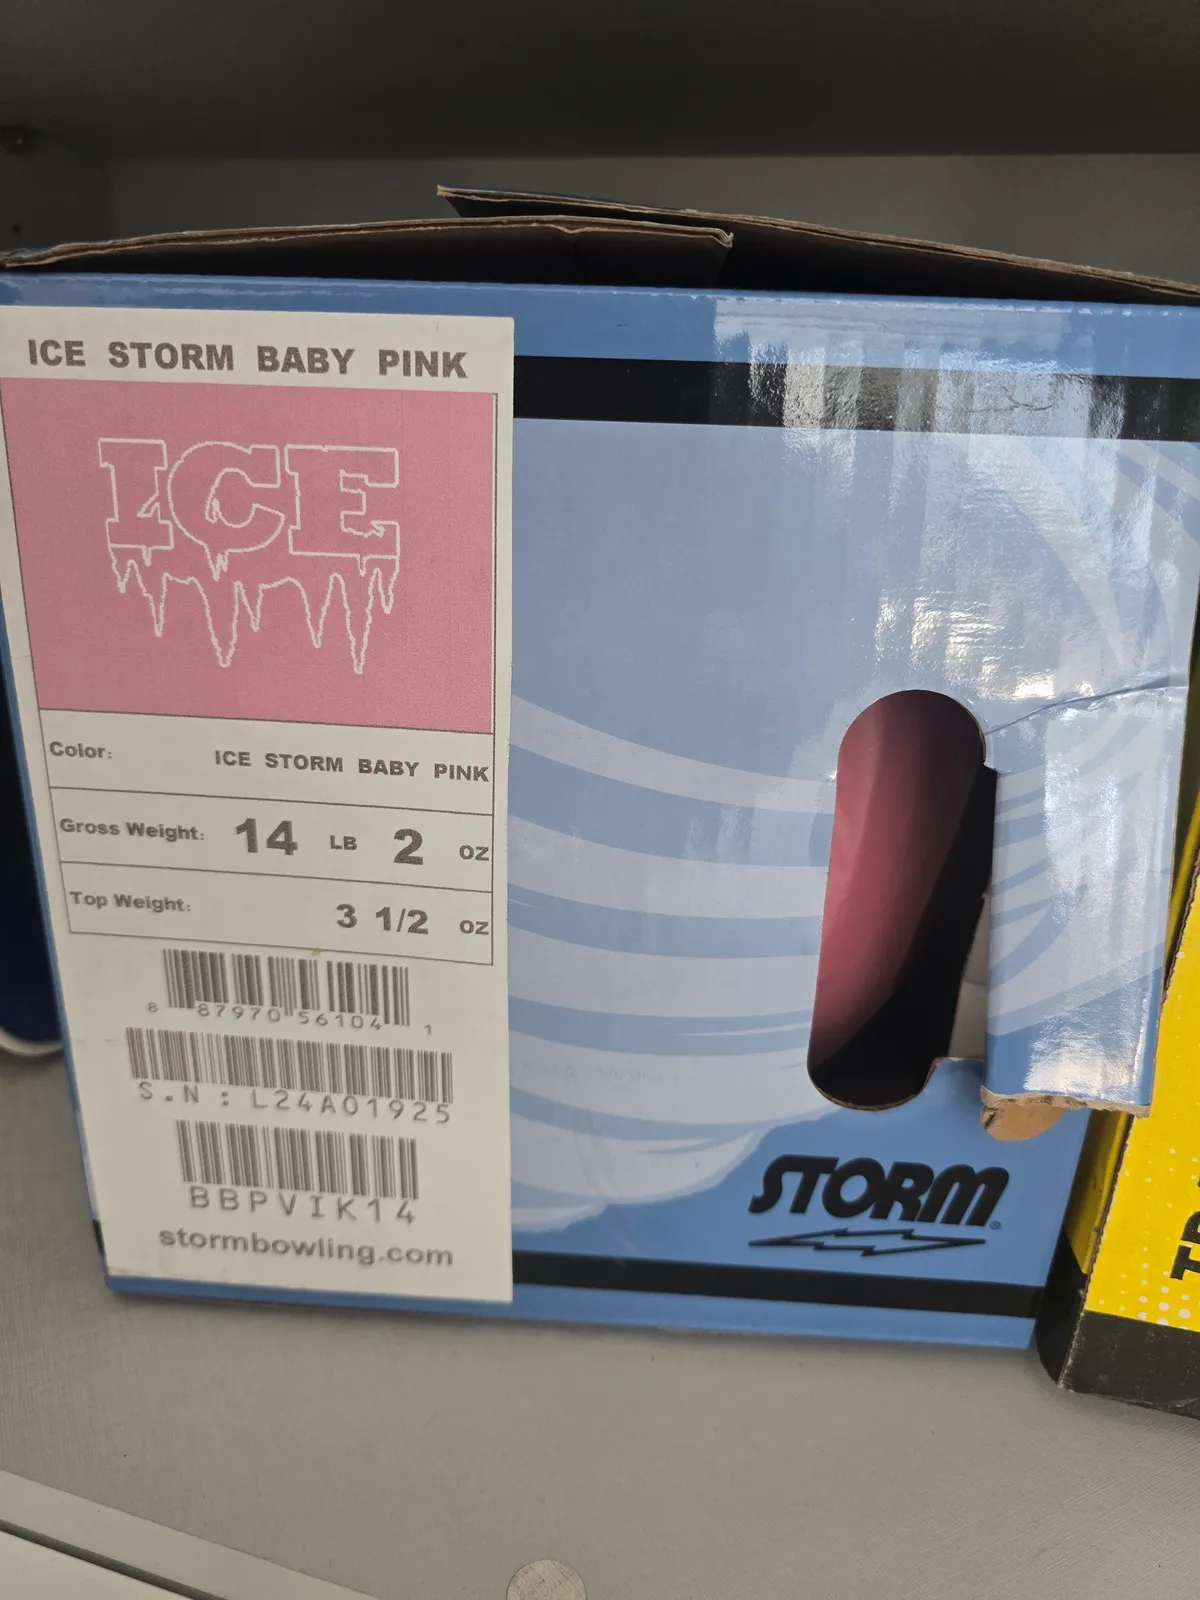 ICE STORM BABY PINK
ICE
Color: ICE STORM BABY PINK
Gross Weight: 14 LB 2 OZ
Top Weight: 3 1/2 OZ
8 87970 56104 1
S.N : L24A01925
BBPVIK14
stormbowling.com
STORM®